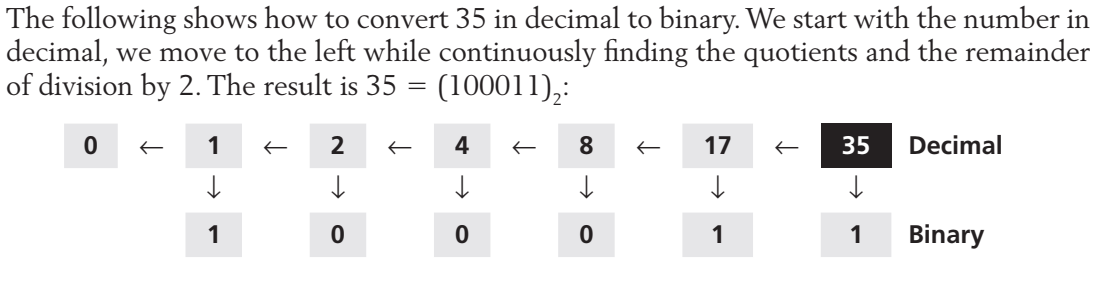 The following shows how to convert 35 in decimal to binary. We start with the number in
decimal, we move to the left while continuously finding the quotients and the remainder
of division by 2. The result is 35 = (100011)₂:
0 ← 1 ← 2 ← 4 ← 8 ← 17 ← 35 Decimal
↓ ↓ ↓ ↓ ↓ ↓
1 0 0 0 1 1 Binary